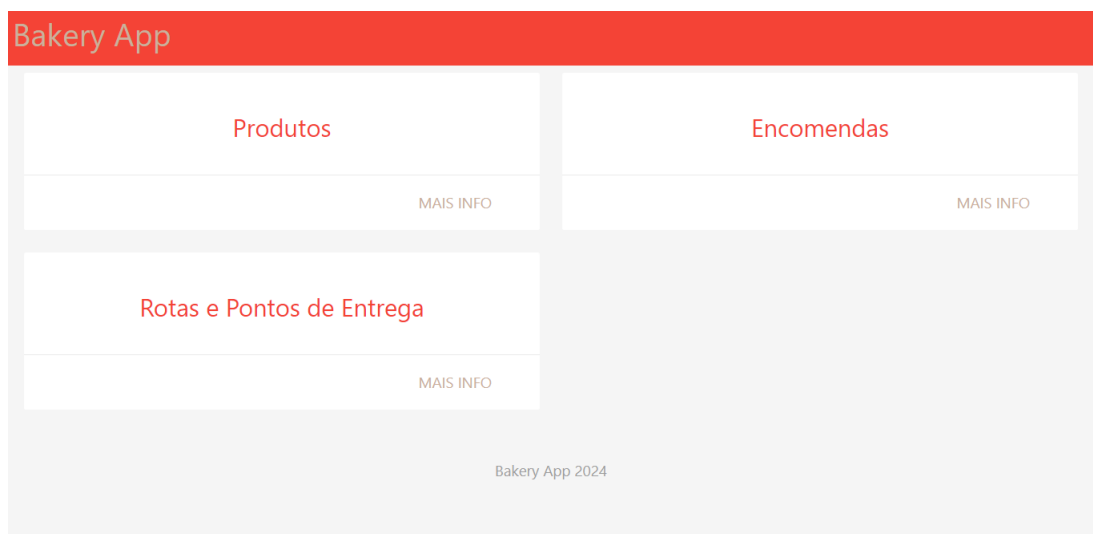 Bakery App
Produtos
MAIS INFO
Encomendas
MAIS INFO
Rotas e Pontos de Entrega
MAIS INFO
Bakery App 2024